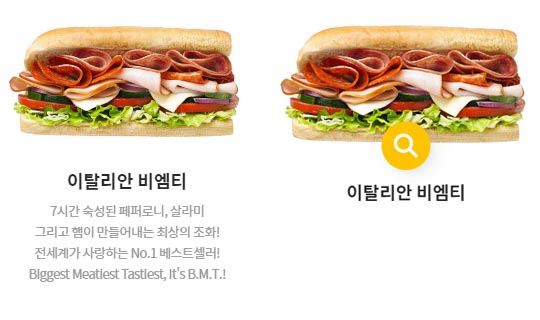 이탈리안 비엠티
7시간 숙성된 페퍼로니, 살라미
그리고 햄이 만들어내는 최상의 조화!
전세계가 사랑하는 No.1 베스트셀러!
Biggest Meatiest Tastiest, It's B.M.T.!
이탈리안 비엠티